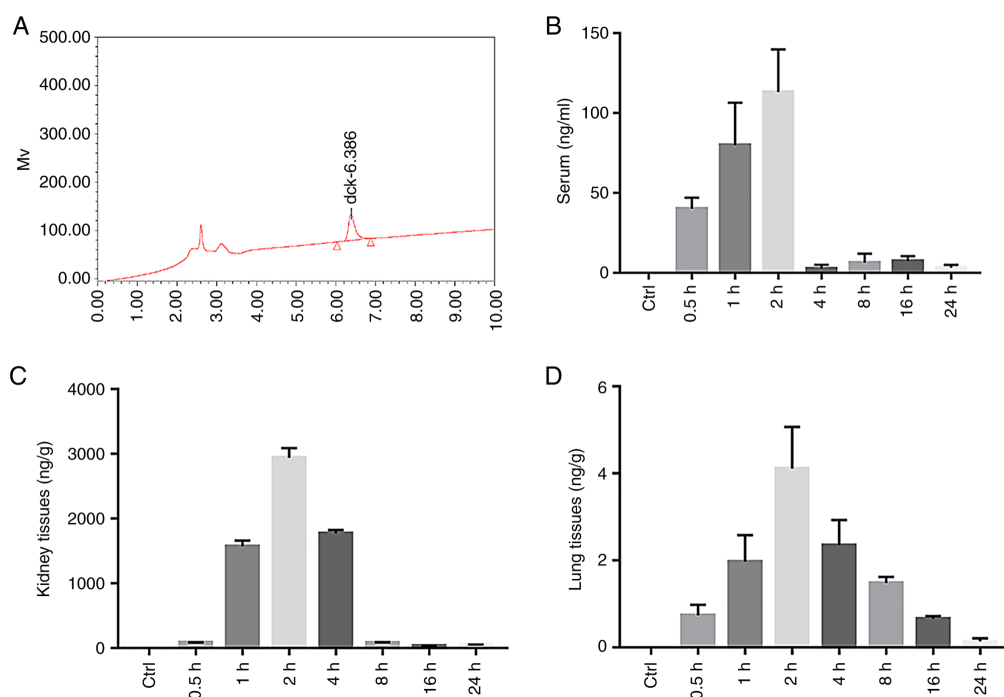 A
500.00
400.00
300.00
200.00
100.00
0.00
Mv
dck-6.386
0.00
1.00
2.00
3.00
4.00
5.00
6.00
7.00
8.00
9.00
10.00
B
150
100
50
0
Serum (ng/ml)
Ctrl
0.5 h
1 h
2 h
4 h
8 h
16 h
24 h
C
4000
3000
2000
1000
0
Kidney tissues (ng/g)
Ctrl
0.5 h
1 h
2 h
4 h
8 h
16 h
24 h
D
6
4
2
0
Lung tissues (ng/g)
Ctrl
0.5 h
1 h
2 h
4 h
8 h
16 h
24 h